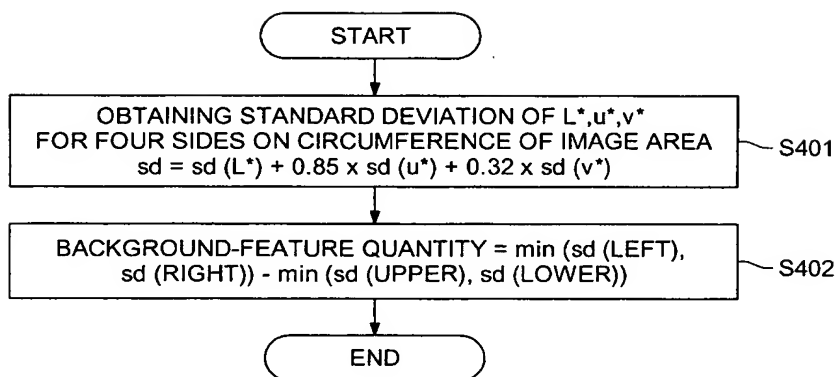 START
OBTAINING STANDARD DEVIATION OF L*,u*,v*
FOR FOUR SIDES ON CIRCUMFERENCE OF IMAGE AREA
sd = sd (L*) + 0.85 x sd (u*) + 0.32 x sd (v*)
S401
BACKGROUND-FEATURE QUANTITY = min (sd (LEFT),
sd (RIGHT)) - min (sd (UPPER), sd (LOWER))
S402
END